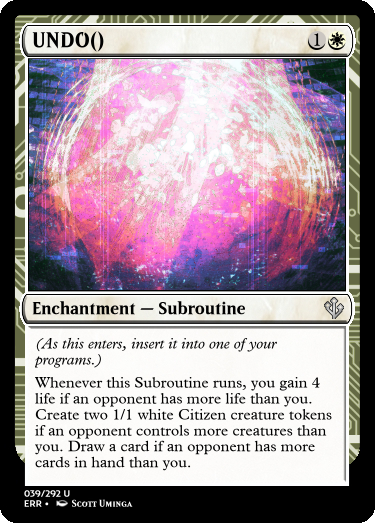 UNDO() 1
Enchantment — Subroutine
(As this enters, insert it into one of your
programs.)
Whenever this Subroutine runs, you gain 4
life if an opponent has more life than you.
Create two 1/1 white Citizen creature tokens
if an opponent controls more creatures than
you. Draw a card if an opponent has more
cards in hand than you.
039/292 U
ERR • Scott Uminga